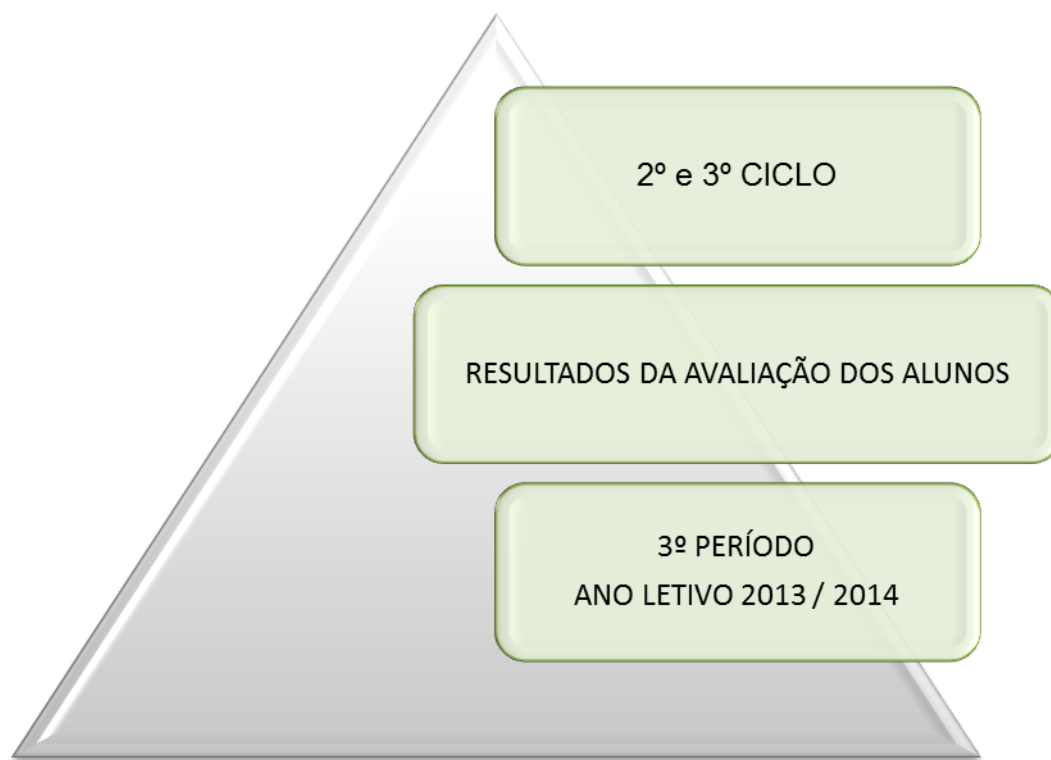 2º e 3º CICLO
RESULTADOS DA AVALIAÇÃO DOS ALUNOS
3º PERÍODO
ANO LETIVO 2013 / 2014